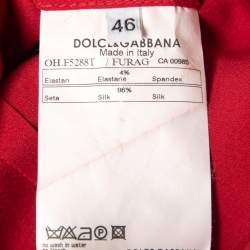 46
DOLCE&GABBANA
Made in Italy
OH.F5288T / FURAG CA 00985
4%
Elastan Elastane Spandex
96%
Seta Silk Silk